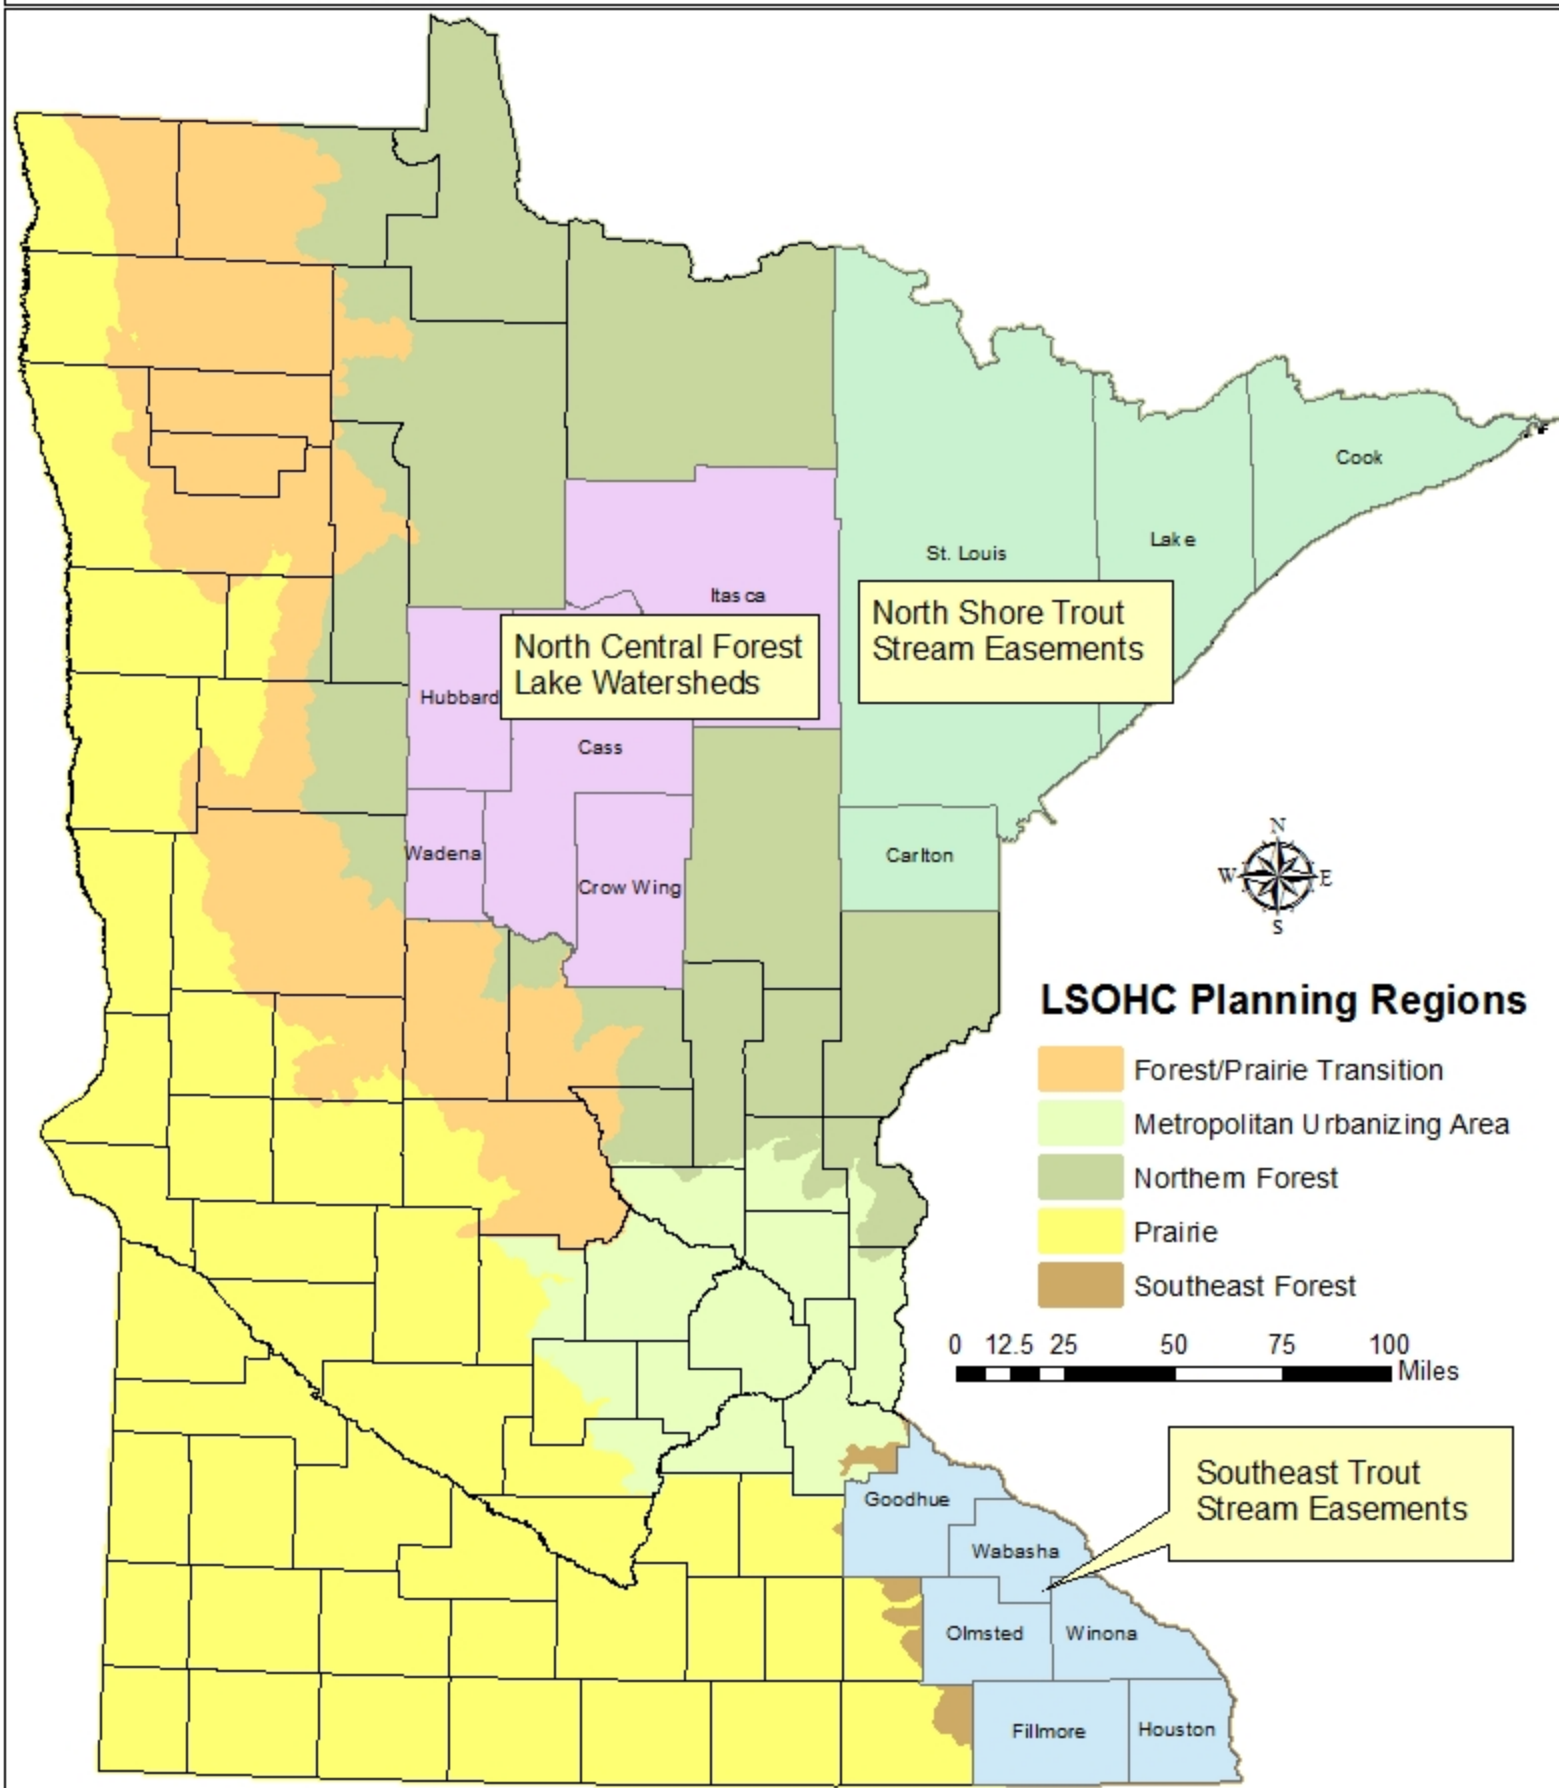 Cook
Lake
St. Louis
Itasca
North Shore Trout
Stream Easements
North Central Forest
Lake Watersheds
Hubbard
Cass
Wadena
Carlton
Crow Wing
N
W E
S
LSOHC Planning Regions
Forest/Prairie Transition
Metropolitan Urbanizing Area
Northern Forest
Prairie
Southeast Forest
0 12.5 25 50 75 100
Miles
Southeast Trout
Stream Easements
Goodhue
Wabasha
Olmsted
Winona
Fillmore
Houston